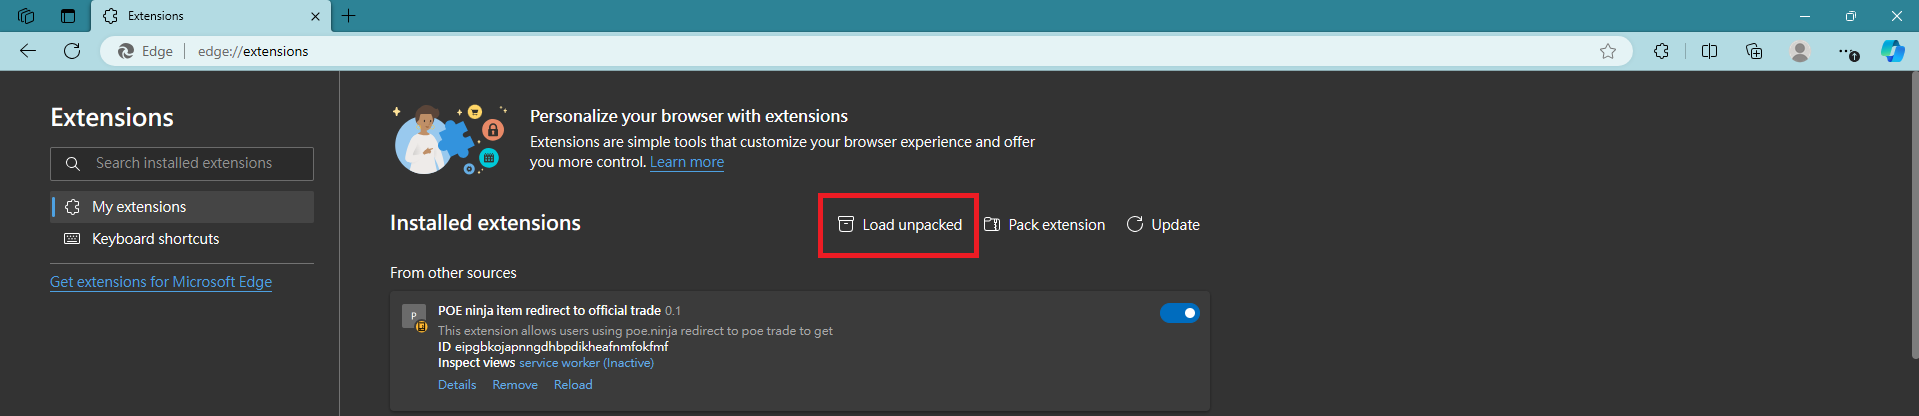 Extensions
Edge edge://extensions
Extensions
Search installed extensions
My extensions
Keyboard shortcuts
Get extensions for Microsoft Edge
Personalize your browser with extensions
Extensions are simple tools that customize your browser experience and offer
you more control. Learn more
Installed extensions
Load unpacked
Pack extension
Update
From other sources
P
POE ninja item redirect to official trade 0.1
This extension allows users using poe.ninja redirect to poe trade to get
ID eipgbkojapnngdhbpdikheafnmfokfmf
Inspect views service worker (Inactive)
Details Remove Reload